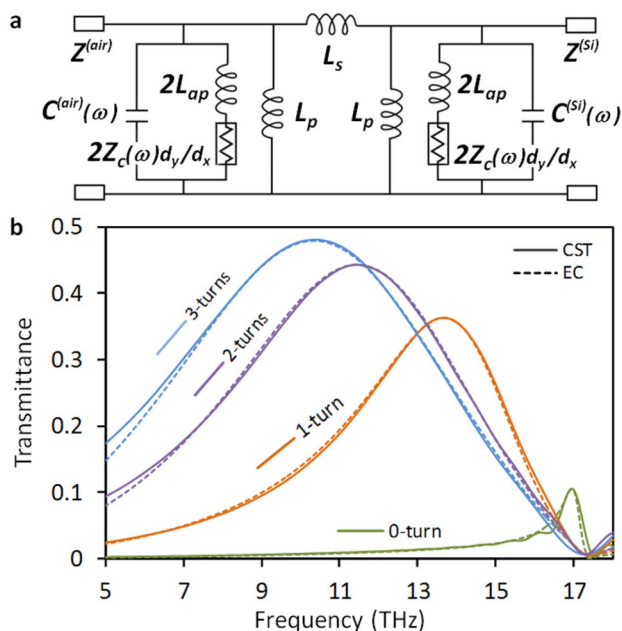 a
Z(air) Ls Z(Si)
2Lap 2Lap
C(air)(ω) Lp Lp C(Si)(ω)
2Zc(ω)dy/dx 2Zc(ω)dy/dx
b
0.5
CST
EC
0.4
3-turns
2-turns
0.3
1-turn
0.2
0.1
0-turn
0
Transmittance
5 7 9 11 13 15 17
Frequency (THz)